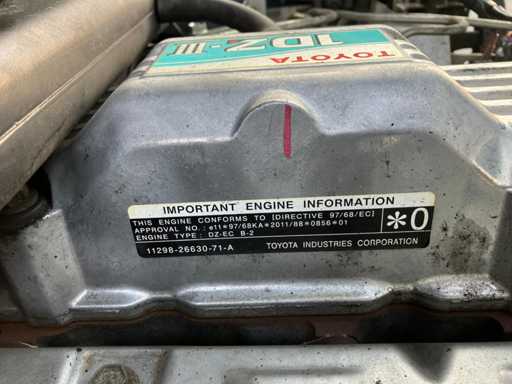 TOYOTA
1DZ-III
IMPORTANT ENGINE INFORMATION
THIS ENGINE CONFORMS TO [DIRECTIVE 97/68/EC]
APPROVAL NO.: e11*97/68KA*2011/88*0856*01
ENGINE TYPE: DZ-EC B-2
*0
11298-26630-71-A TOYOTA INDUSTRIES CORPORATION